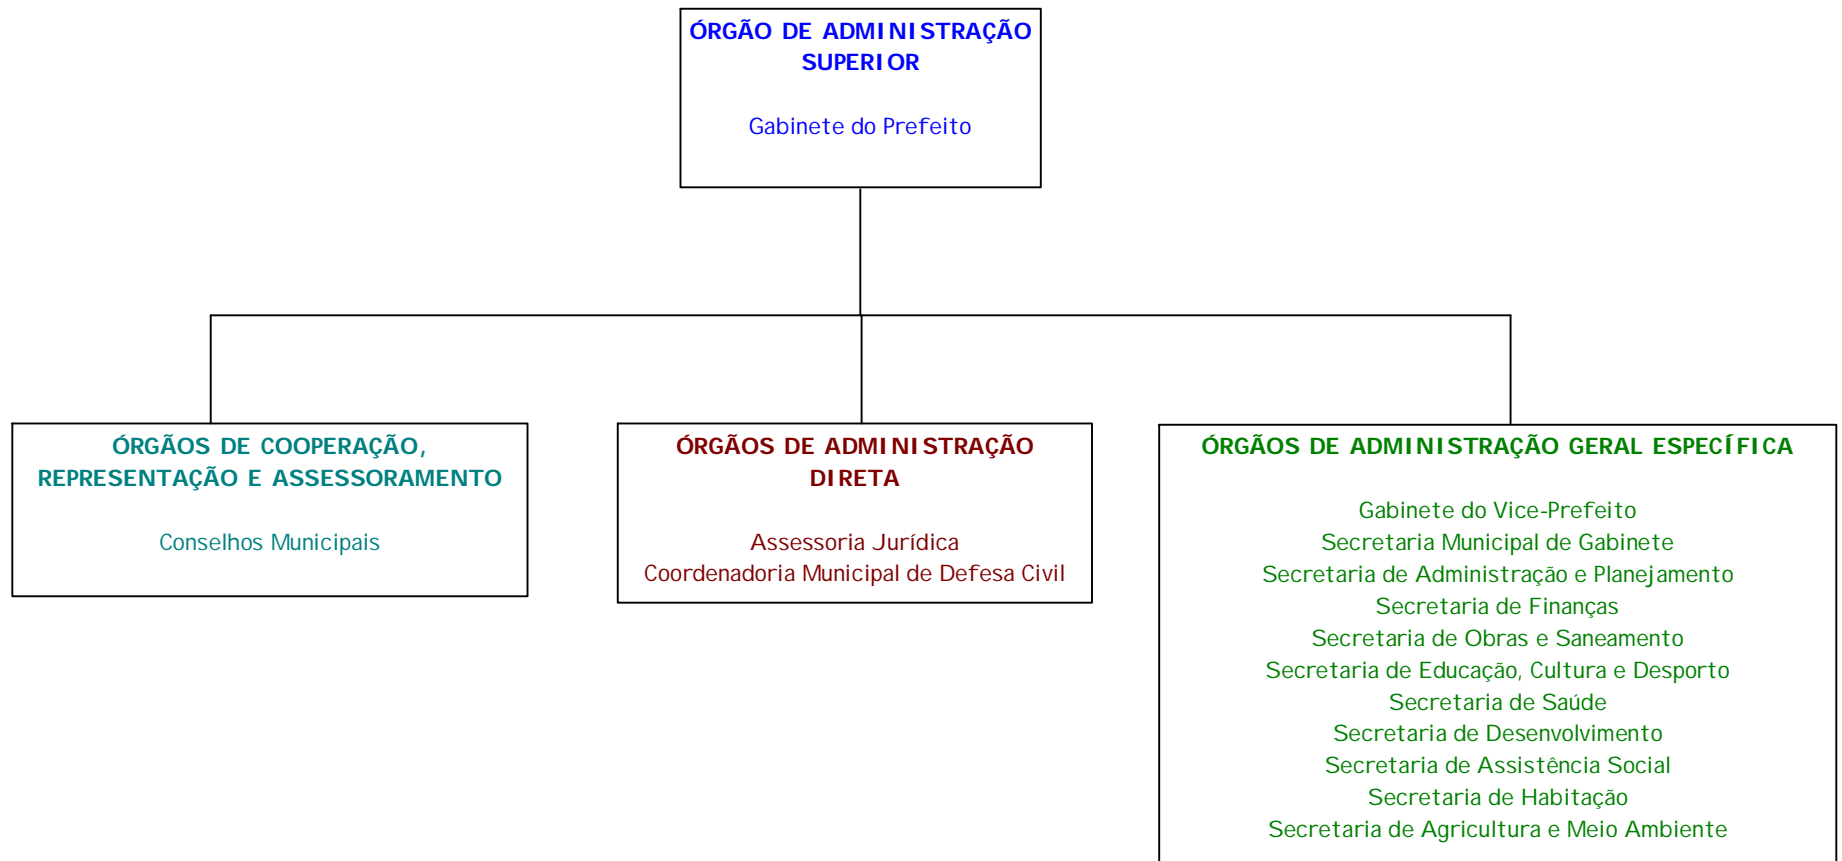 ÓRGÃO DE ADMINISTRAÇÃO
SUPERIOR
Gabinete do Prefeito
ÓRGÃOS DE COOPERAÇÃO,
REPRESENTAÇÃO E ASSESSORAMENTO
Conselhos Municipais
ÓRGÃOS DE ADMINISTRAÇÃO
DIRETA
Assessoria Jurídica
Coordenadoria Municipal de Defesa Civil
ÓRGÃOS DE ADMINISTRAÇÃO GERAL ESPECÍFICA
Gabinete do Vice-Prefeito
Secretaria Municipal de Gabinete
Secretaria de Administração e Planejamento
Secretaria de Finanças
Secretaria de Obras e Saneamento
Secretaria de Educação, Cultura e Desporto
Secretaria de Saúde
Secretaria de Desenvolvimento
Secretaria de Assistência Social
Secretaria de Habitação
Secretaria de Agricultura e Meio Ambiente